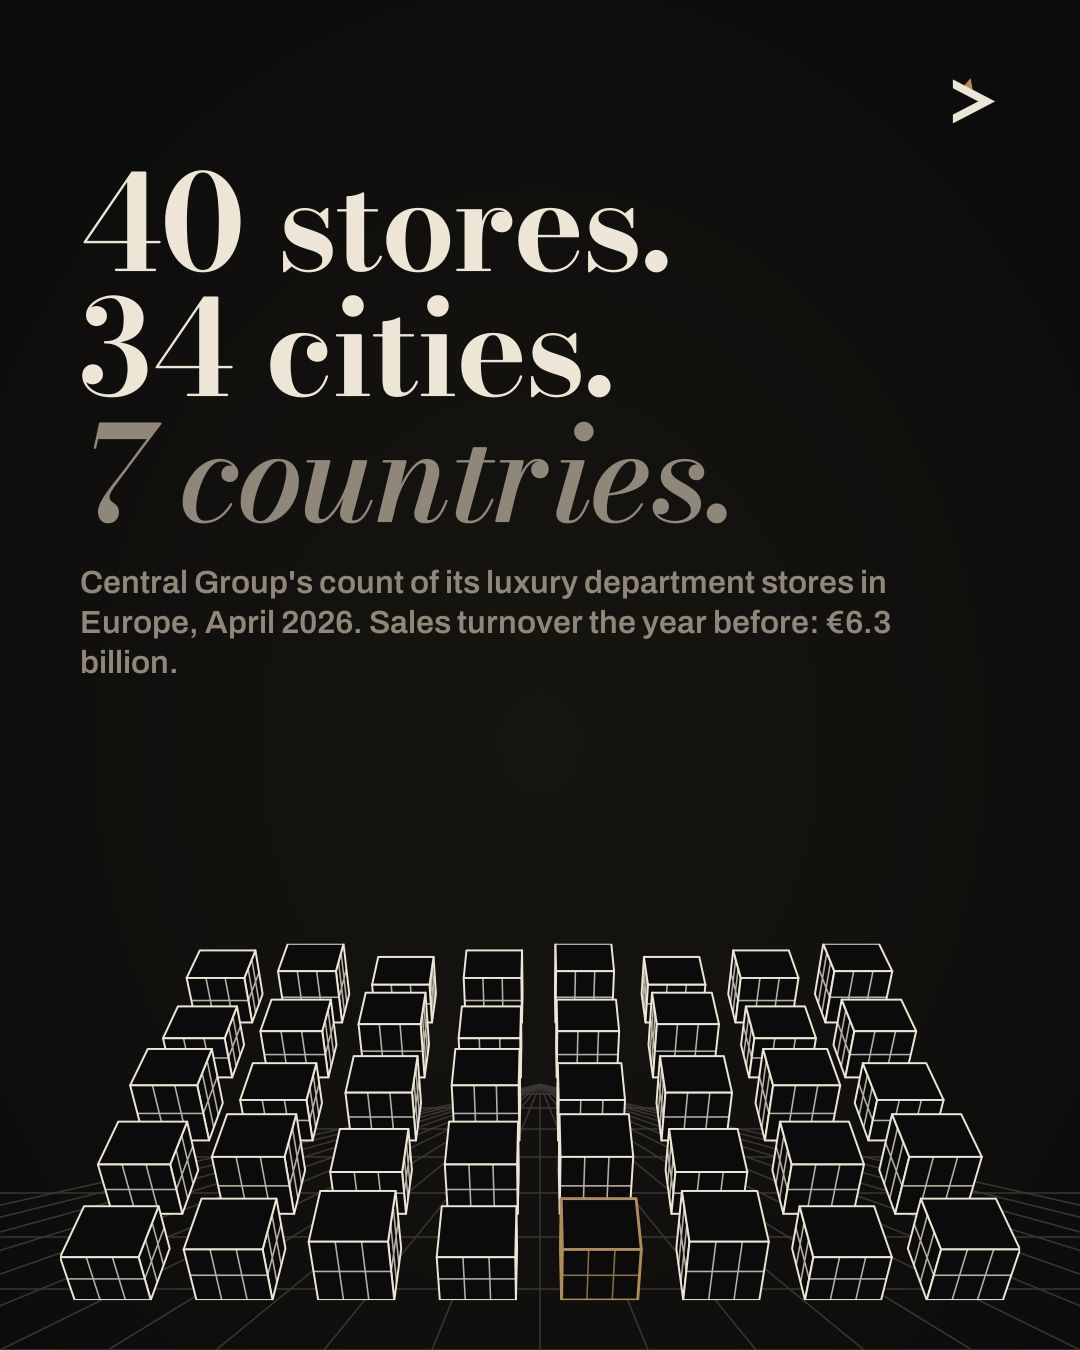 40 stores.
34 cities.
7 countries.
Central Group's count of its luxury department stores in
Europe, April 2026. Sales turnover the year before: €6.3
billion.